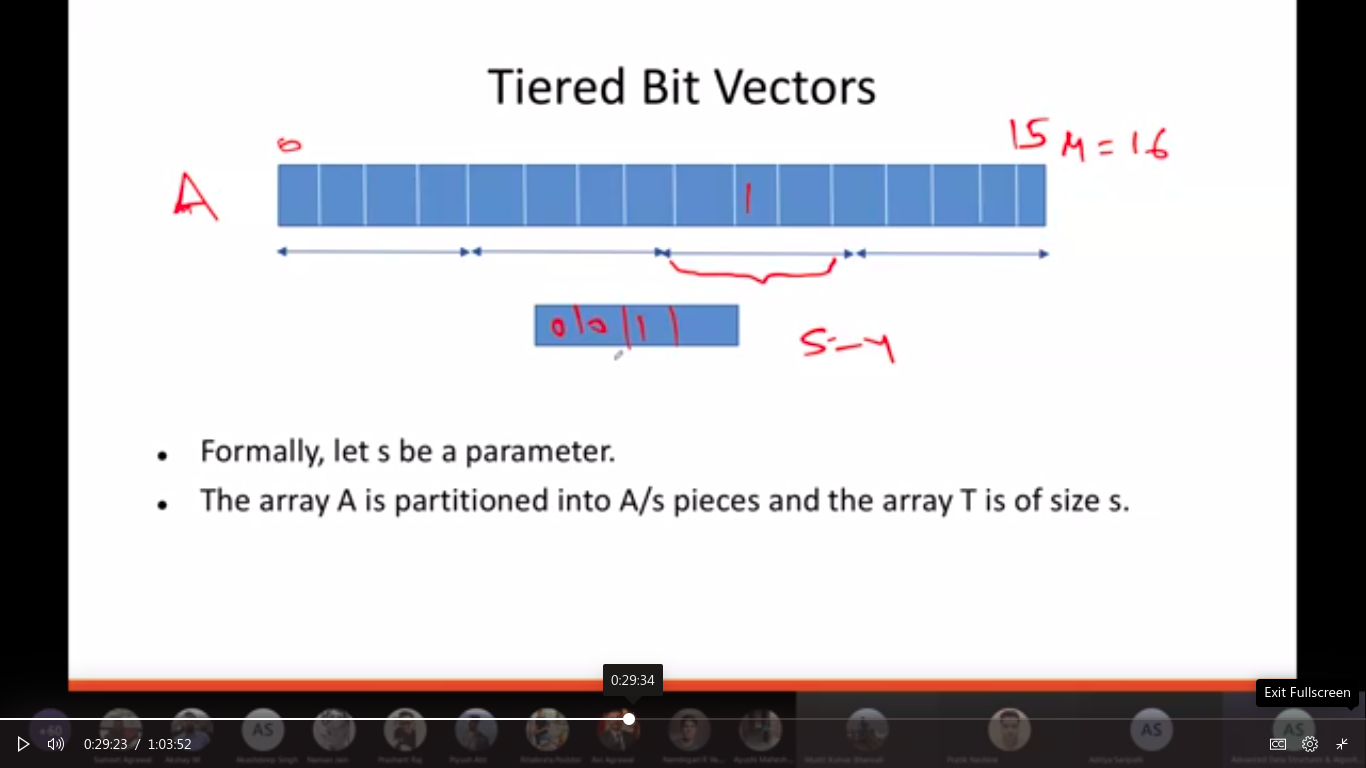 Tiered Bit Vectors
0 15 M = 16
A 1
0 | 0 | 1 | S = 4
• Formally, let s be a parameter.
• The array A is partitioned into A/s pieces and the array T is of size s.
0:29:34
Exit Fullscreen
+60 AS AS AS
0:29:23 / 1:03:52 CC